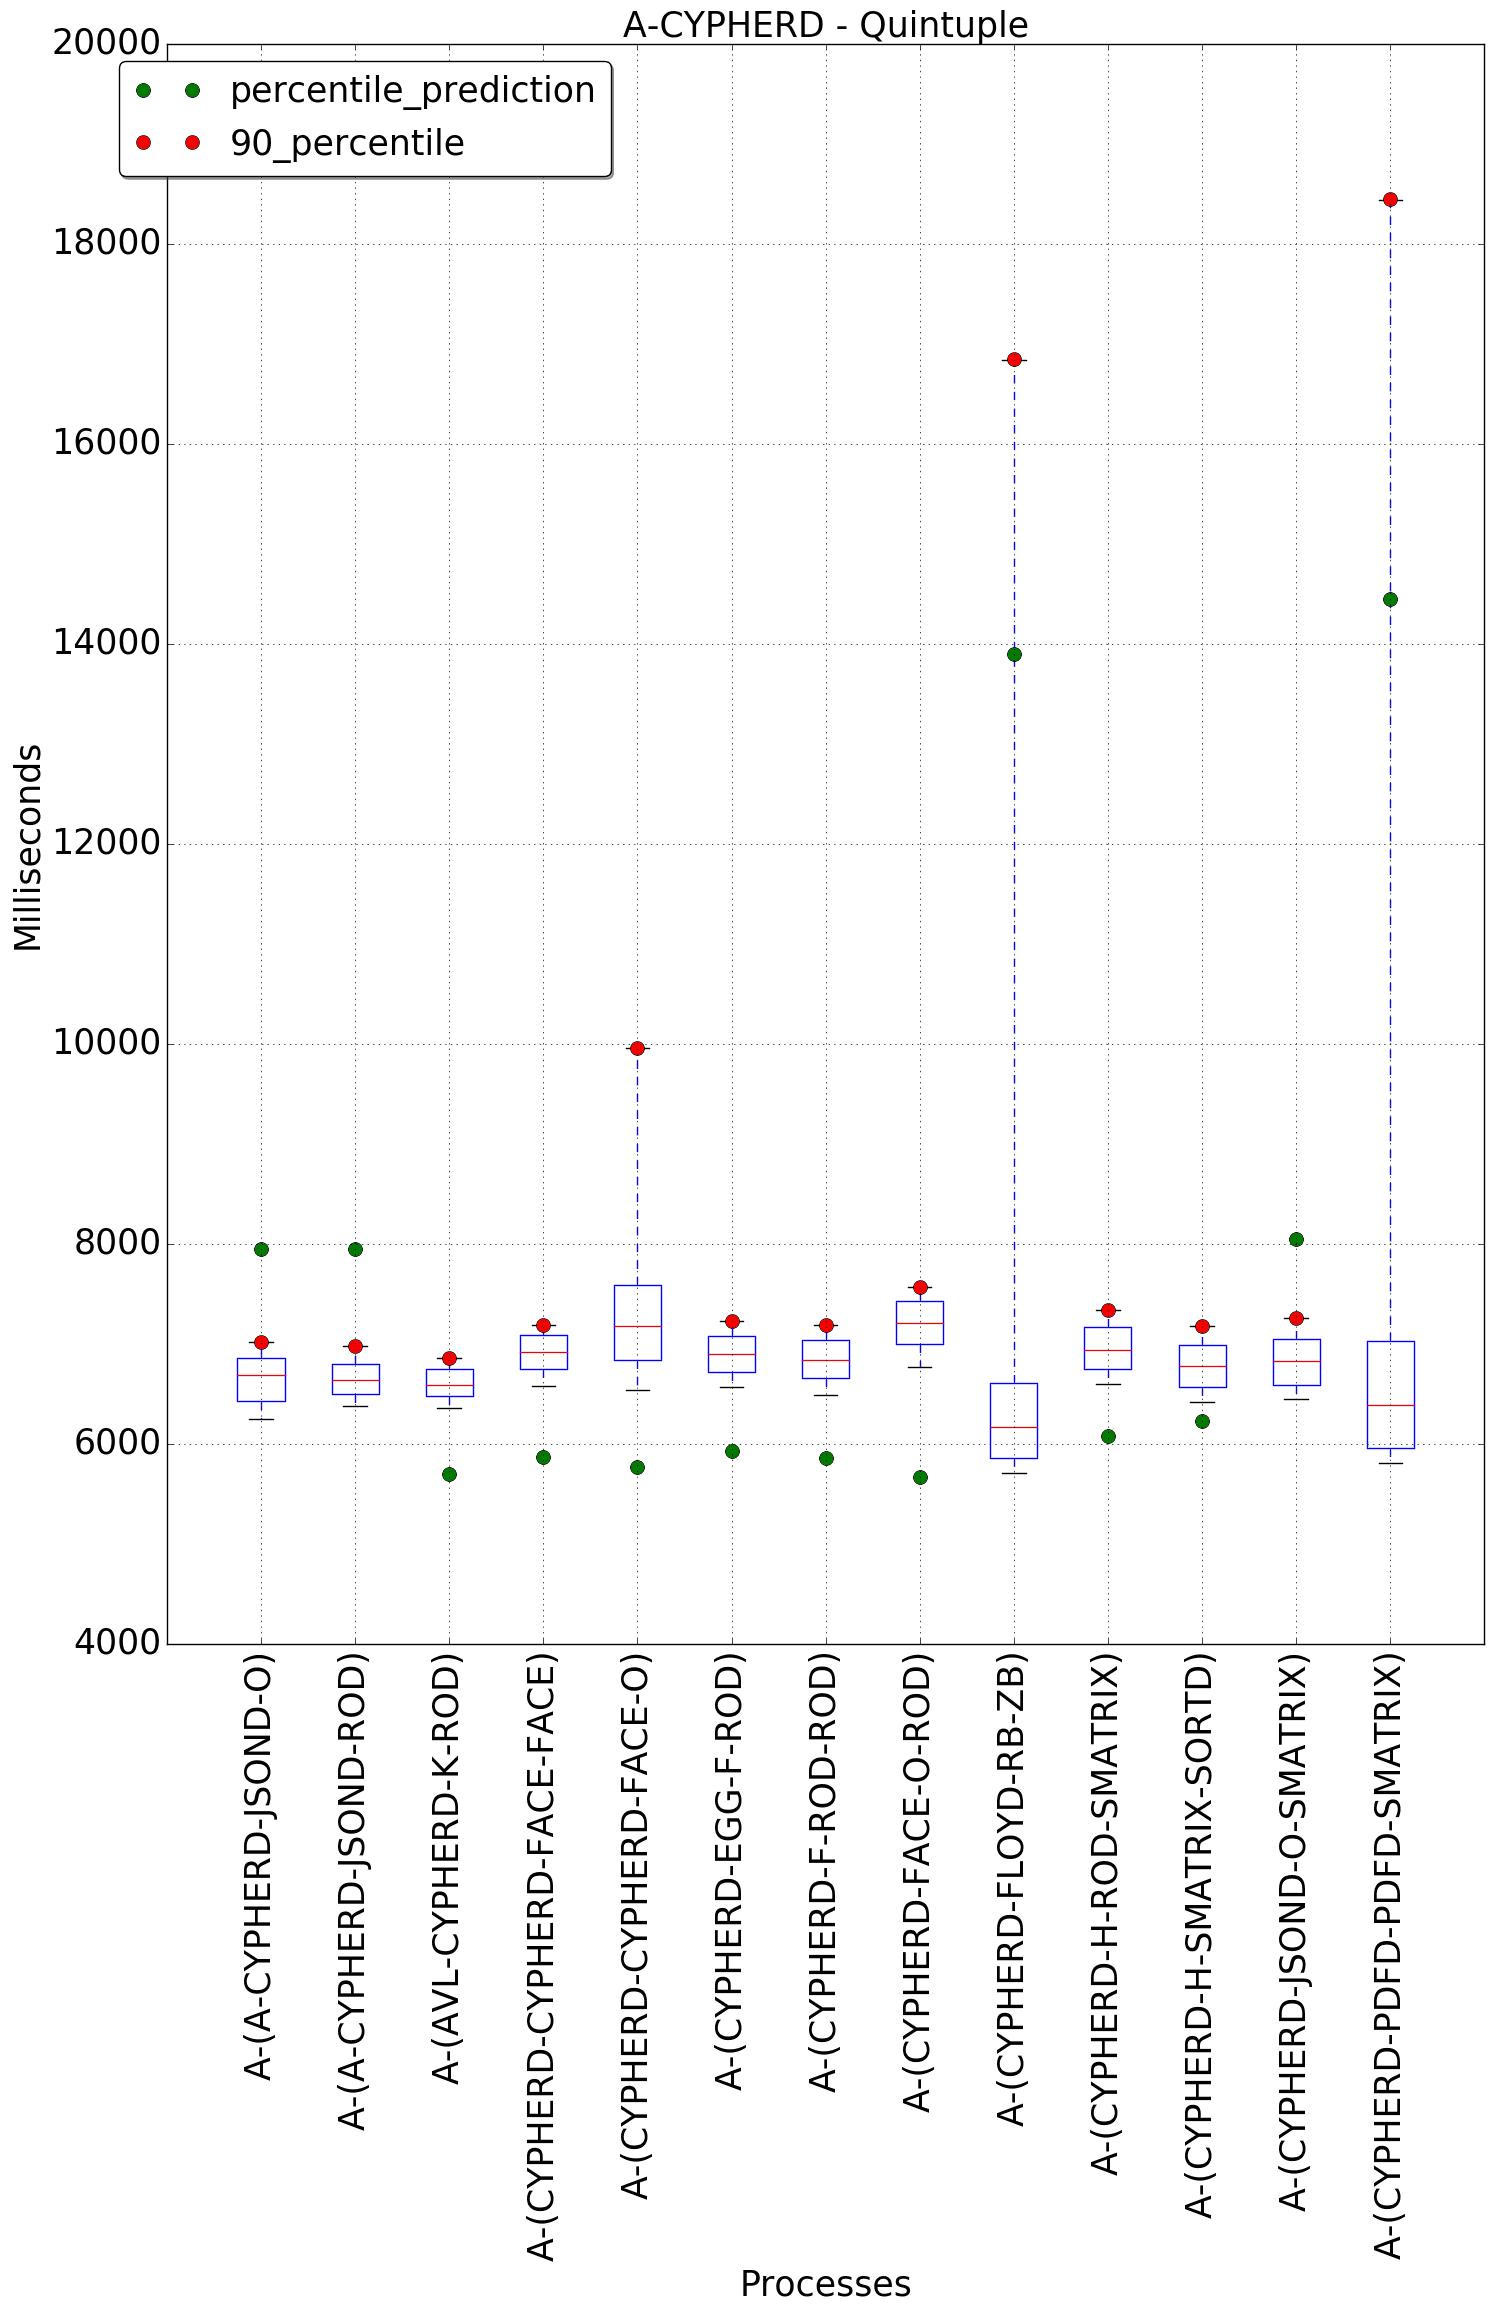 A-CYPHERD - Quintuple
percentile_prediction
90_percentile
20000
18000
16000
14000
12000
10000
8000
6000
4000
Milliseconds
A-(A-CYPHERD-JSOND-O)
A-(A-CYPHERD-JSOND-ROD)
A-(AVL-CYPHERD-K-ROD)
A-(CYPHERD-CYPHERD-FACE-FACE)
A-(CYPHERD-CYPHERD-FACE-O)
A-(CYPHERD-EGG-F-ROD)
A-(CYPHERD-F-ROD-ROD)
A-(CYPHERD-FACE-O-ROD)
A-(CYPHERD-FLOYD-RB-ZB)
A-(CYPHERD-H-ROD-SMATRIX)
A-(CYPHERD-H-SMATRIX-SORTD)
A-(CYPHERD-JSOND-O-SMATRIX)
A-(CYPHERD-PDFD-PDFD-SMATRIX)
Processes